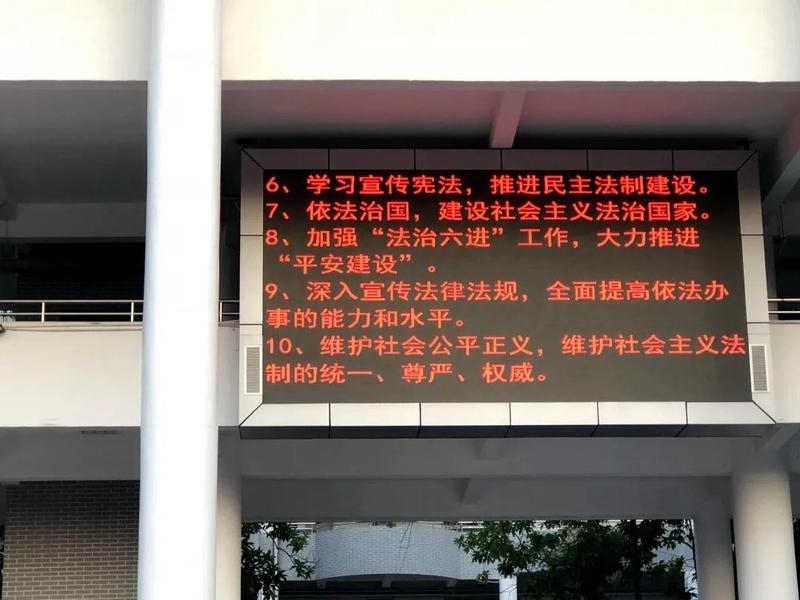 6、学习宣传宪法，推进民主法制建设。
7、依法治国，建设社会主义法治国家。
8、加强“法治六进”工作，大力推进
“平安建设”。
9、深入宣传法律法规，全面提高依法办
事的能力和水平。
10、维护社会公平正义，维护社会主义法
制的统一、尊严、权威。